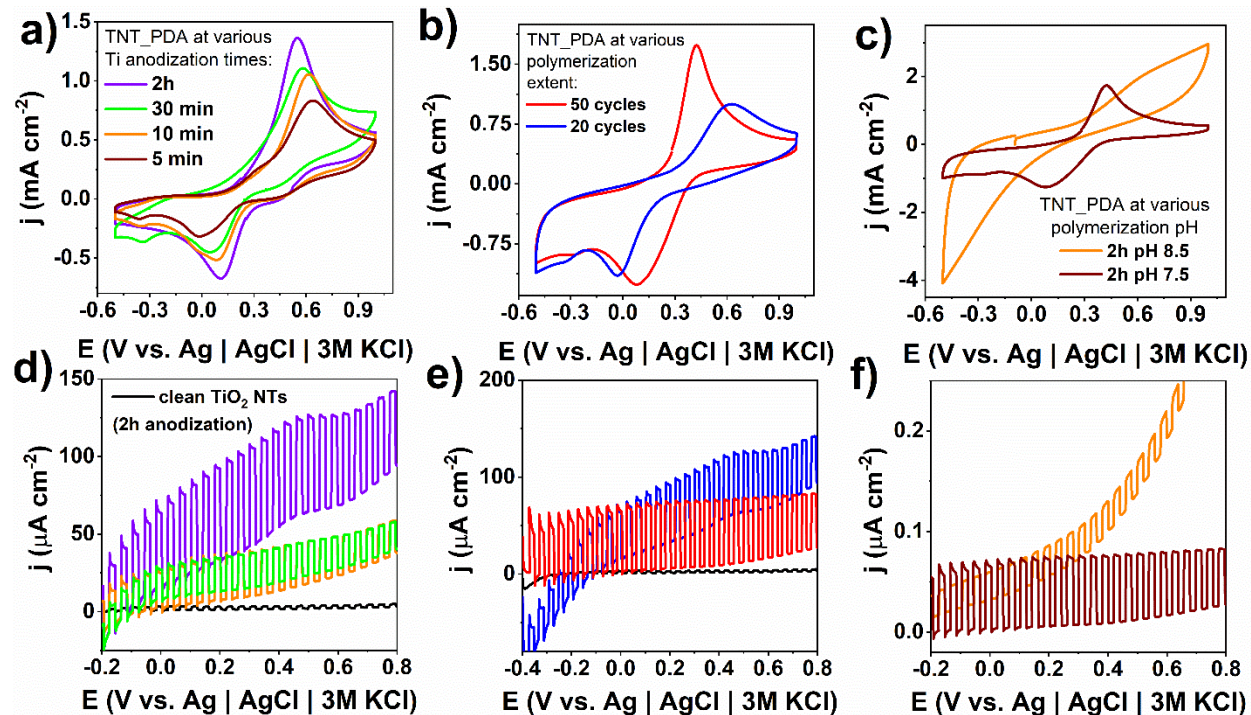 a)
TNT_PDA at various
Ti anodization times:
2h
30 min
10 min
5 min
1.5
1.0
0.5
0.0
-0.5
j (mA cm-2)
-0.6 -0.3 0.0 0.3 0.6 0.9
E (V vs. Ag | AgCl | 3M KCl)
b)
TNT_PDA at various
polymerization
extent:
50 cycles
20 cycles
1.50
0.75
0.00
-0.75
j (mA cm-2)
-0.6 -0.3 0.0 0.3 0.6 0.9
E (V vs. Ag | AgCl | 3M KCl)
c)
4
2
0
-2
-4
j (mA cm-2)
TNT_PDA at various
polymerization pH
2h pH 8.5
2h pH 7.5
-0.6 -0.3 0.0 0.3 0.6 0.9
E (V vs. Ag | AgCl | 3M KCl)
d)
clean TiO2 NTs
(2h anodization)
150
100
50
0
j (μA cm-2)
-0.2 0.0 0.2 0.4 0.6 0.8
E (V vs. Ag | AgCl | 3M KCl)
e)
200
100
0
j (μA cm-2)
-0.4 -0.2 0.0 0.2 0.4 0.6 0.8
E (V vs. Ag | AgCl | 3M KCl)
f)
0.2
0.1
0.0
j (μA cm-2)
-0.2 0.0 0.2 0.4 0.6 0.8
E (V vs. Ag | AgCl | 3M KCl)